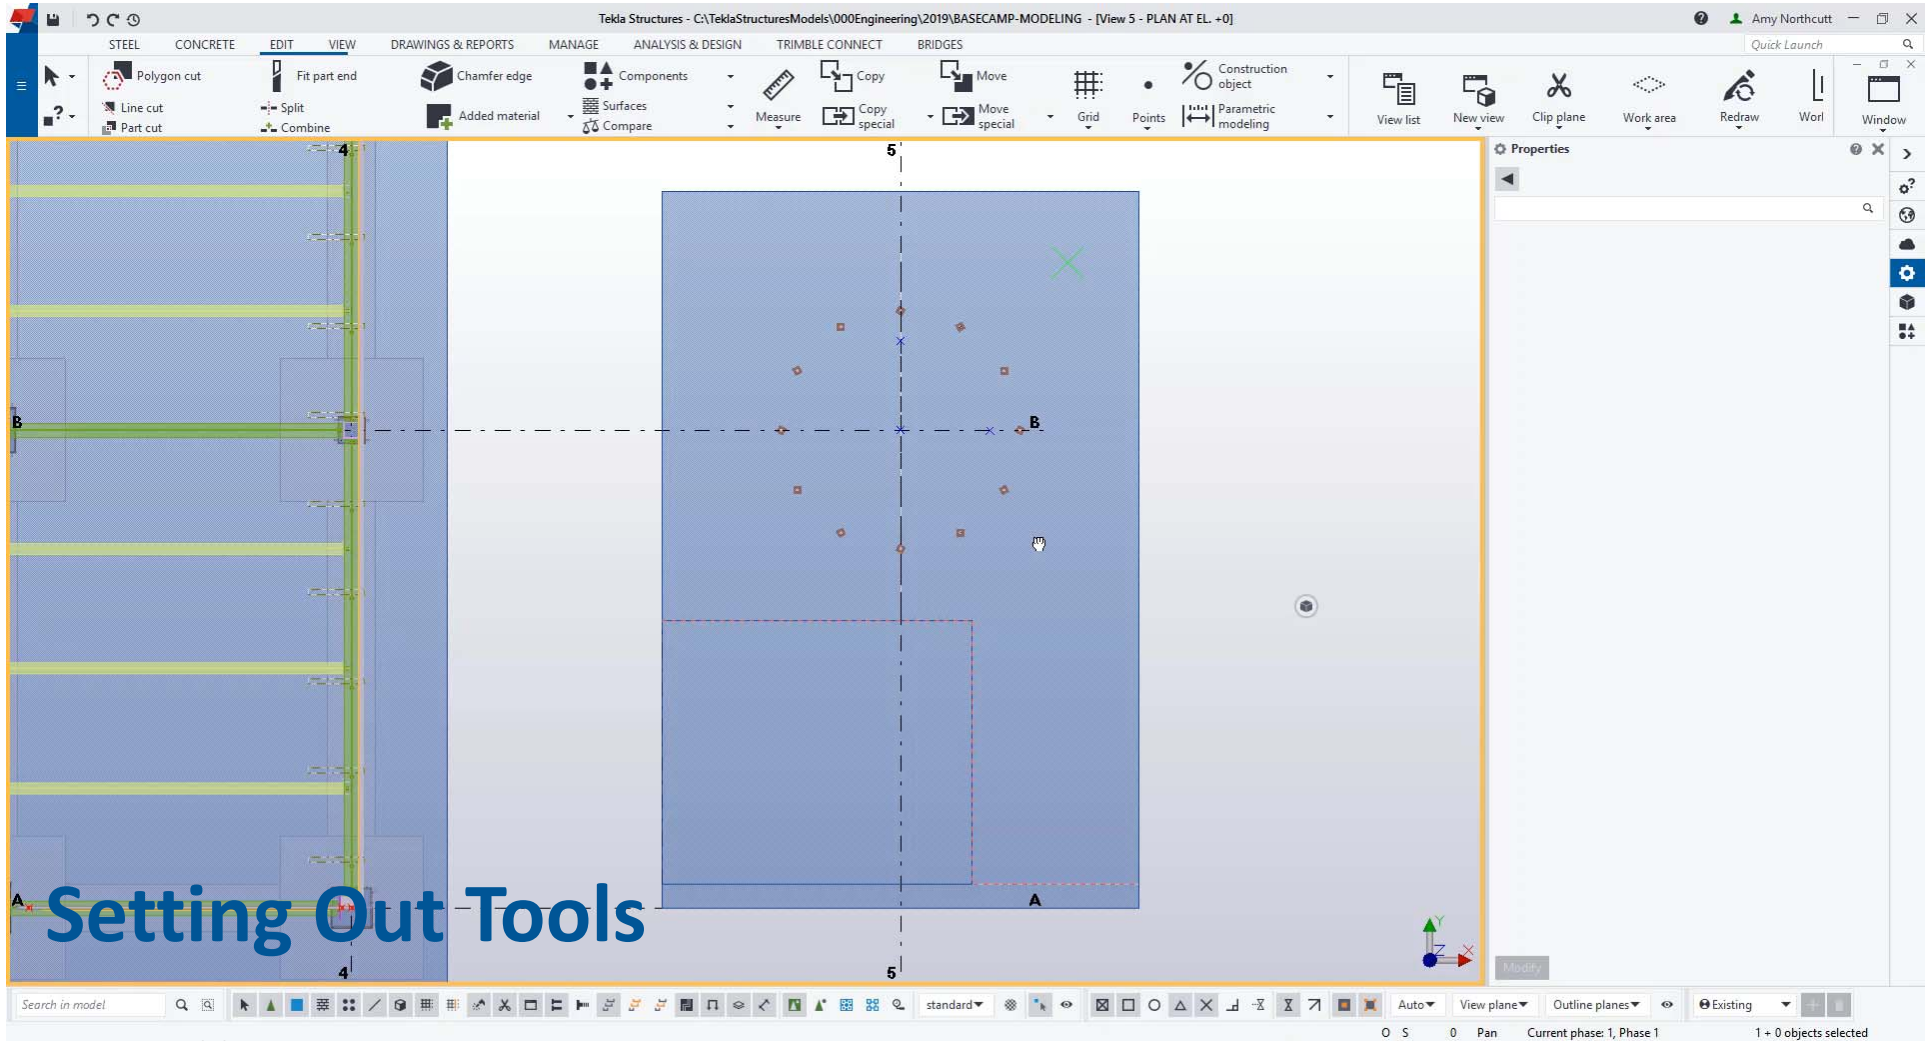 Tekla Structures - C:\TeklaStructuresModels\000Engineering\2019\BASECAMP-MODELING - [View 5 - PLAN AT EL. +0]
Amy Northcutt
STEEL CONCRETE EDIT VIEW DRAWINGS & REPORTS MANAGE ANALYSIS & DESIGN TRIMBLE CONNECT BRIDGES
Quick Launch
Polygon cut
Line cut
Part cut
Fit part end
Split
Combine
Chamfer edge
Added material
Components
Surfaces
Compare
Measure
Copy
Copy special
Move
Move special
Grid
Points
Construction object
Parametric modeling
View list
New view
Clip plane
Work area
Redraw
Worl
Window
Properties
4
5
B
B
A
A
4
5
Y
Z
X
Setting Out Tools
Modify
Search in model
standard
Auto
View plane
Outline planes
Existing
O S 0 Pan Current phase: 1, Phase 1 1 + 0 objects selected